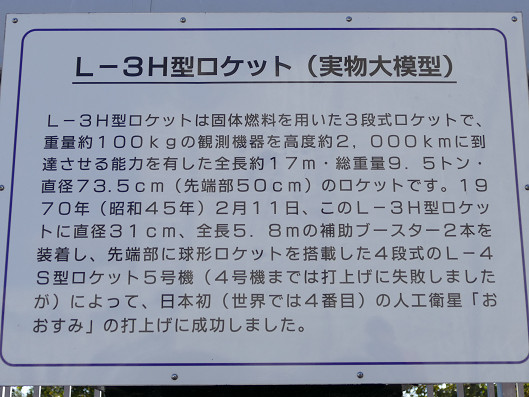 L－3H型ロケット（実物大模型）
L－3H型ロケットは固体燃料を用いた3段式ロケットで、
重量約100kgの観測機器を高度約2，000kmに到
達させる能力を有した全長約17m・総重量9．5トン・
直径73.5cm（先端部50cm）のロケットです。19
70年（昭和45年）2月11日、このL－3H型ロケッ
トに直径31cm、全長5．8mの補助ブースター2本を
装着し、先端部に球形ロケットを搭載した4段式のL－4
S型ロケット5号機（4号機までは打上げに失敗しました
が）によって、日本初（世界では4番目）の人工衛星「お
おすみ」の打上げに成功しました。